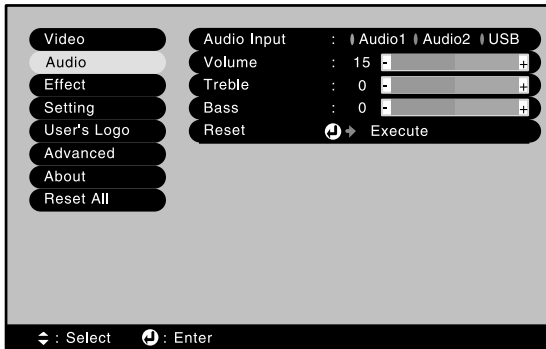 Video
Audio
Effect
Setting
User's Logo
Advanced
About
Reset All
Audio Input : Audio1 Audio2 USB
Volume : 15 - +
Treble : 0 - +
Bass : 0 - +
Reset Execute
: Select : Enter